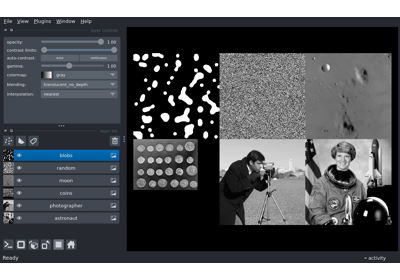 File View Plugins Window Help
opacity: 1.00
contrast limits:
auto-contrast: once continuous
gamma: 1.00
colormap: gray
blending: translucent_no_depth
interpolation: nearest
blobs
random
moon
coins
photographer
astronaut
Ready
activity